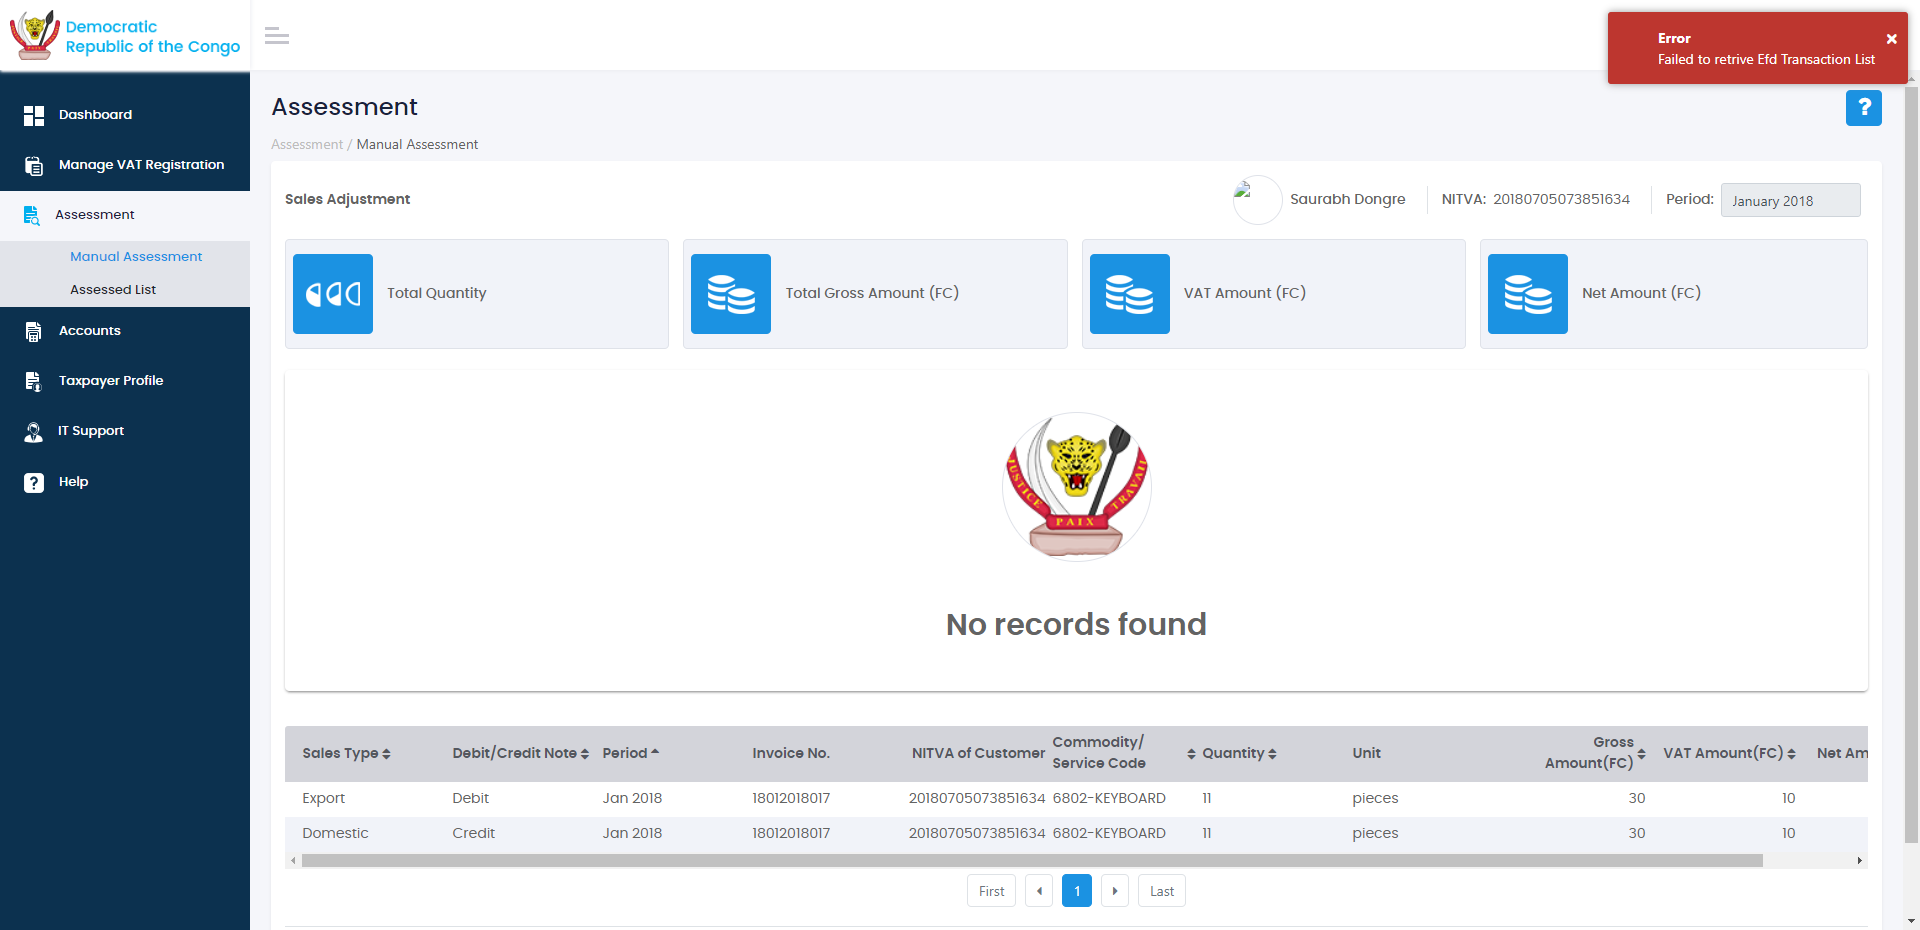 Democratic
Republic of the Congo
Error
Failed to retrive Efd Transaction List
Dashboard
Manage VAT Registration
Assessment
Manual Assessment
Assessed List
Accounts
Taxpayer Profile
IT Support
Help
Assessment
?
Assessment / Manual Assessment
Sales Adjustment
Saurabh Dongre
NITVA: 20180705073851634
Period: January 2018
Total Quantity
Total Gross Amount (FC)
VAT Amount (FC)
Net Amount (FC)
JUSTICE PAIX TRAVAIL
No records found
Sales Type Debit/Credit Note Period Invoice No. NITVA of Customer Commodity/ Service Code Quantity Unit Gross Amount(FC) VAT Amount(FC) Net Am
Export Debit Jan 2018 18012018017 20180705073851634 6802-KEYBOARD 11 pieces 30 10
Domestic Credit Jan 2018 18012018017 20180705073851634 6802-KEYBOARD 11 pieces 30 10
First 1 Last